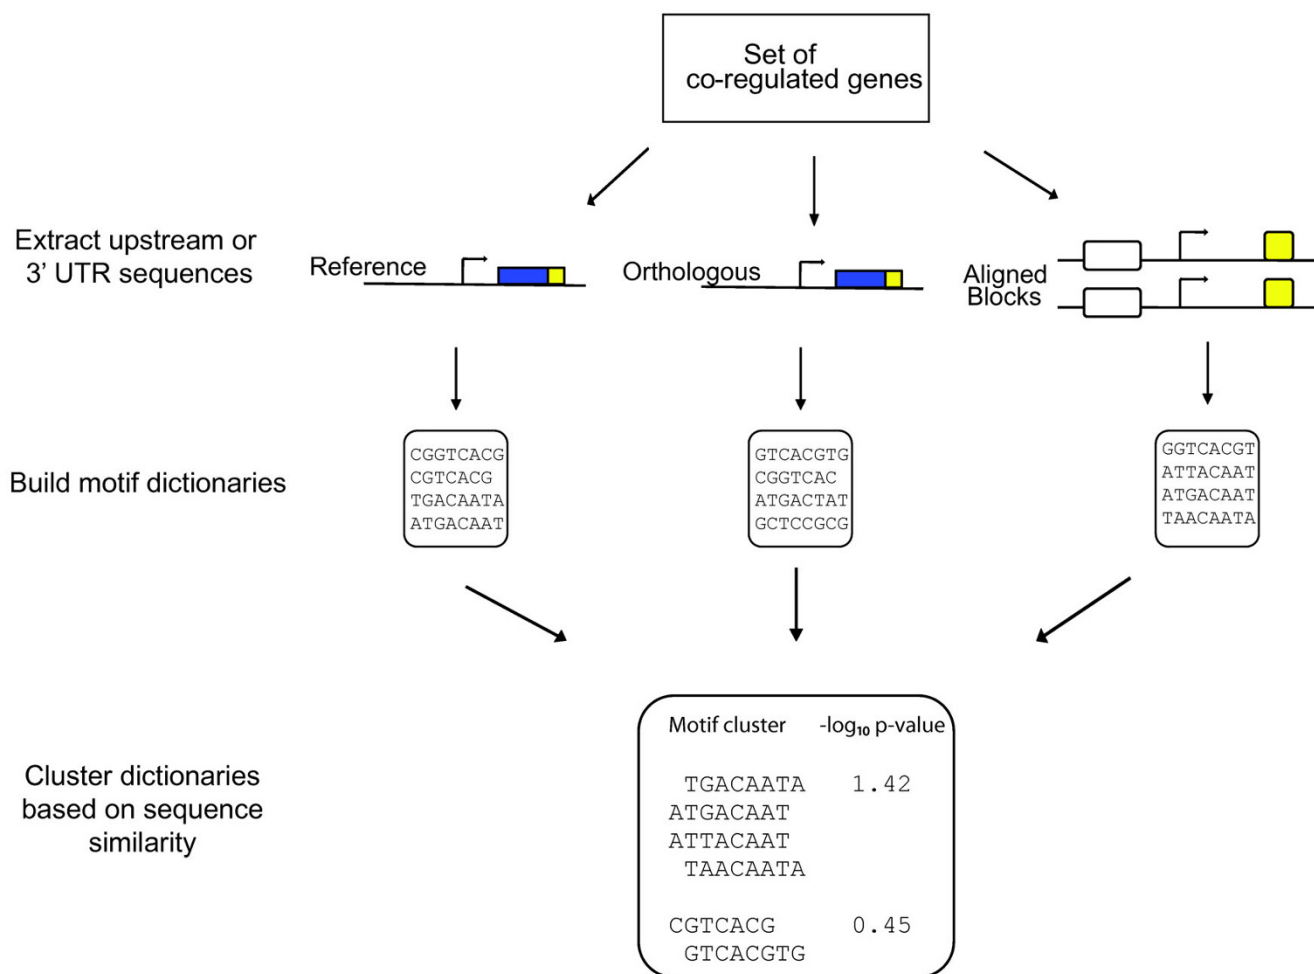 Set of
co-regulated genes
Extract upstream or
3’ UTR sequences
Reference
Orthologous
Aligned
Blocks
Build motif dictionaries
CGGTCACG
CGTCACG
TGACAATA
ATGACAAT
GTCACGTG
CGGTCAC
ATGACTAT
GCTCCGCG
GGTCACGT
ATTACAAT
ATGACAAT
TAACAATA
Cluster dictionaries
based on sequence
similarity
Motif cluster -log₁₀ p-value
TGACAATA 1.42
ATGACAAT
ATTACAAT
TAACAATA
CGTCACG 0.45
GTCACGTG